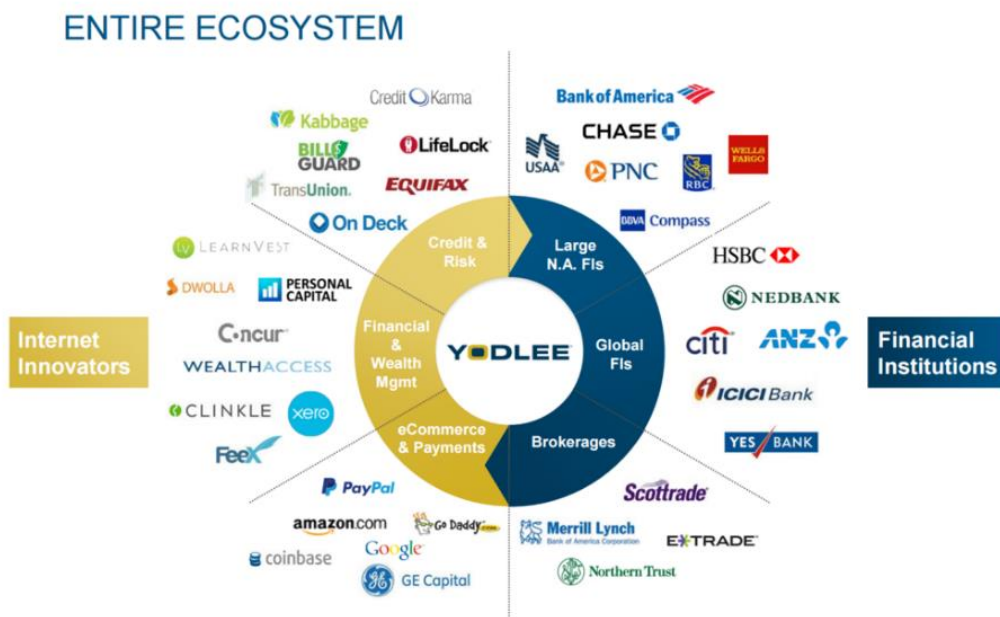 ENTIRE ECOSYSTEM
Credit Karma
Kabbage
BILL
GUARD
LifeLock
TransUnion.
EQUIFAX
On Deck
Bank of America
CHASE
USAA®
PNC
RBC
WELLS
FARGO
BBVA Compass
Credit &
Risk
Large
N.A. FIs
LV LEARNVEST
DWOLLA
PERSONAL
CAPITAL
Concur
WEALTHACCESS
CLINKLE
xero
FeeX
HSBC
NEDBANK
citi
ANZ
ICICI Bank
YES BANK
Internet
Innovators
Financial
&
Wealth
Mgmt
YODLEE
Global
FIs
Financial
Institutions
eCommerce
& Payments
Brokerages
PayPal
amazon.com
Go Daddy
coinbase
Google
GE Capital
Scottrade
Merrill Lynch
Bank of America Corporation
E*TRADE
Northern Trust